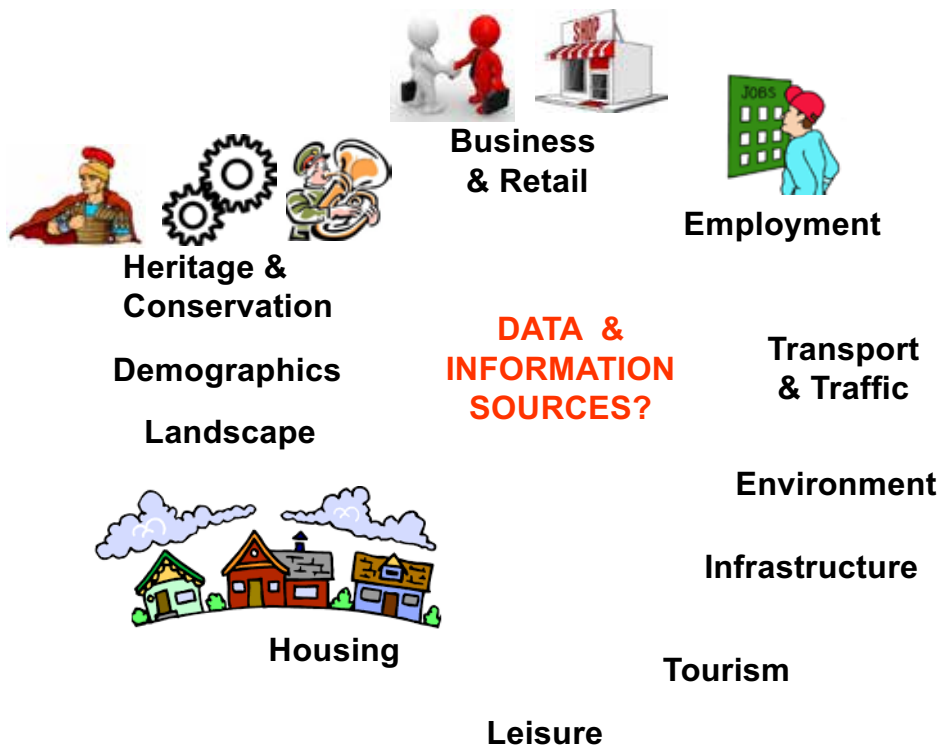 SHOP
JOBS
Business
& Retail
Employment
Heritage &
Conservation
DATA &
INFORMATION
SOURCES?
Transport
& Traffic
Demographics
Landscape
Environment
Infrastructure
Housing
Tourism
Leisure